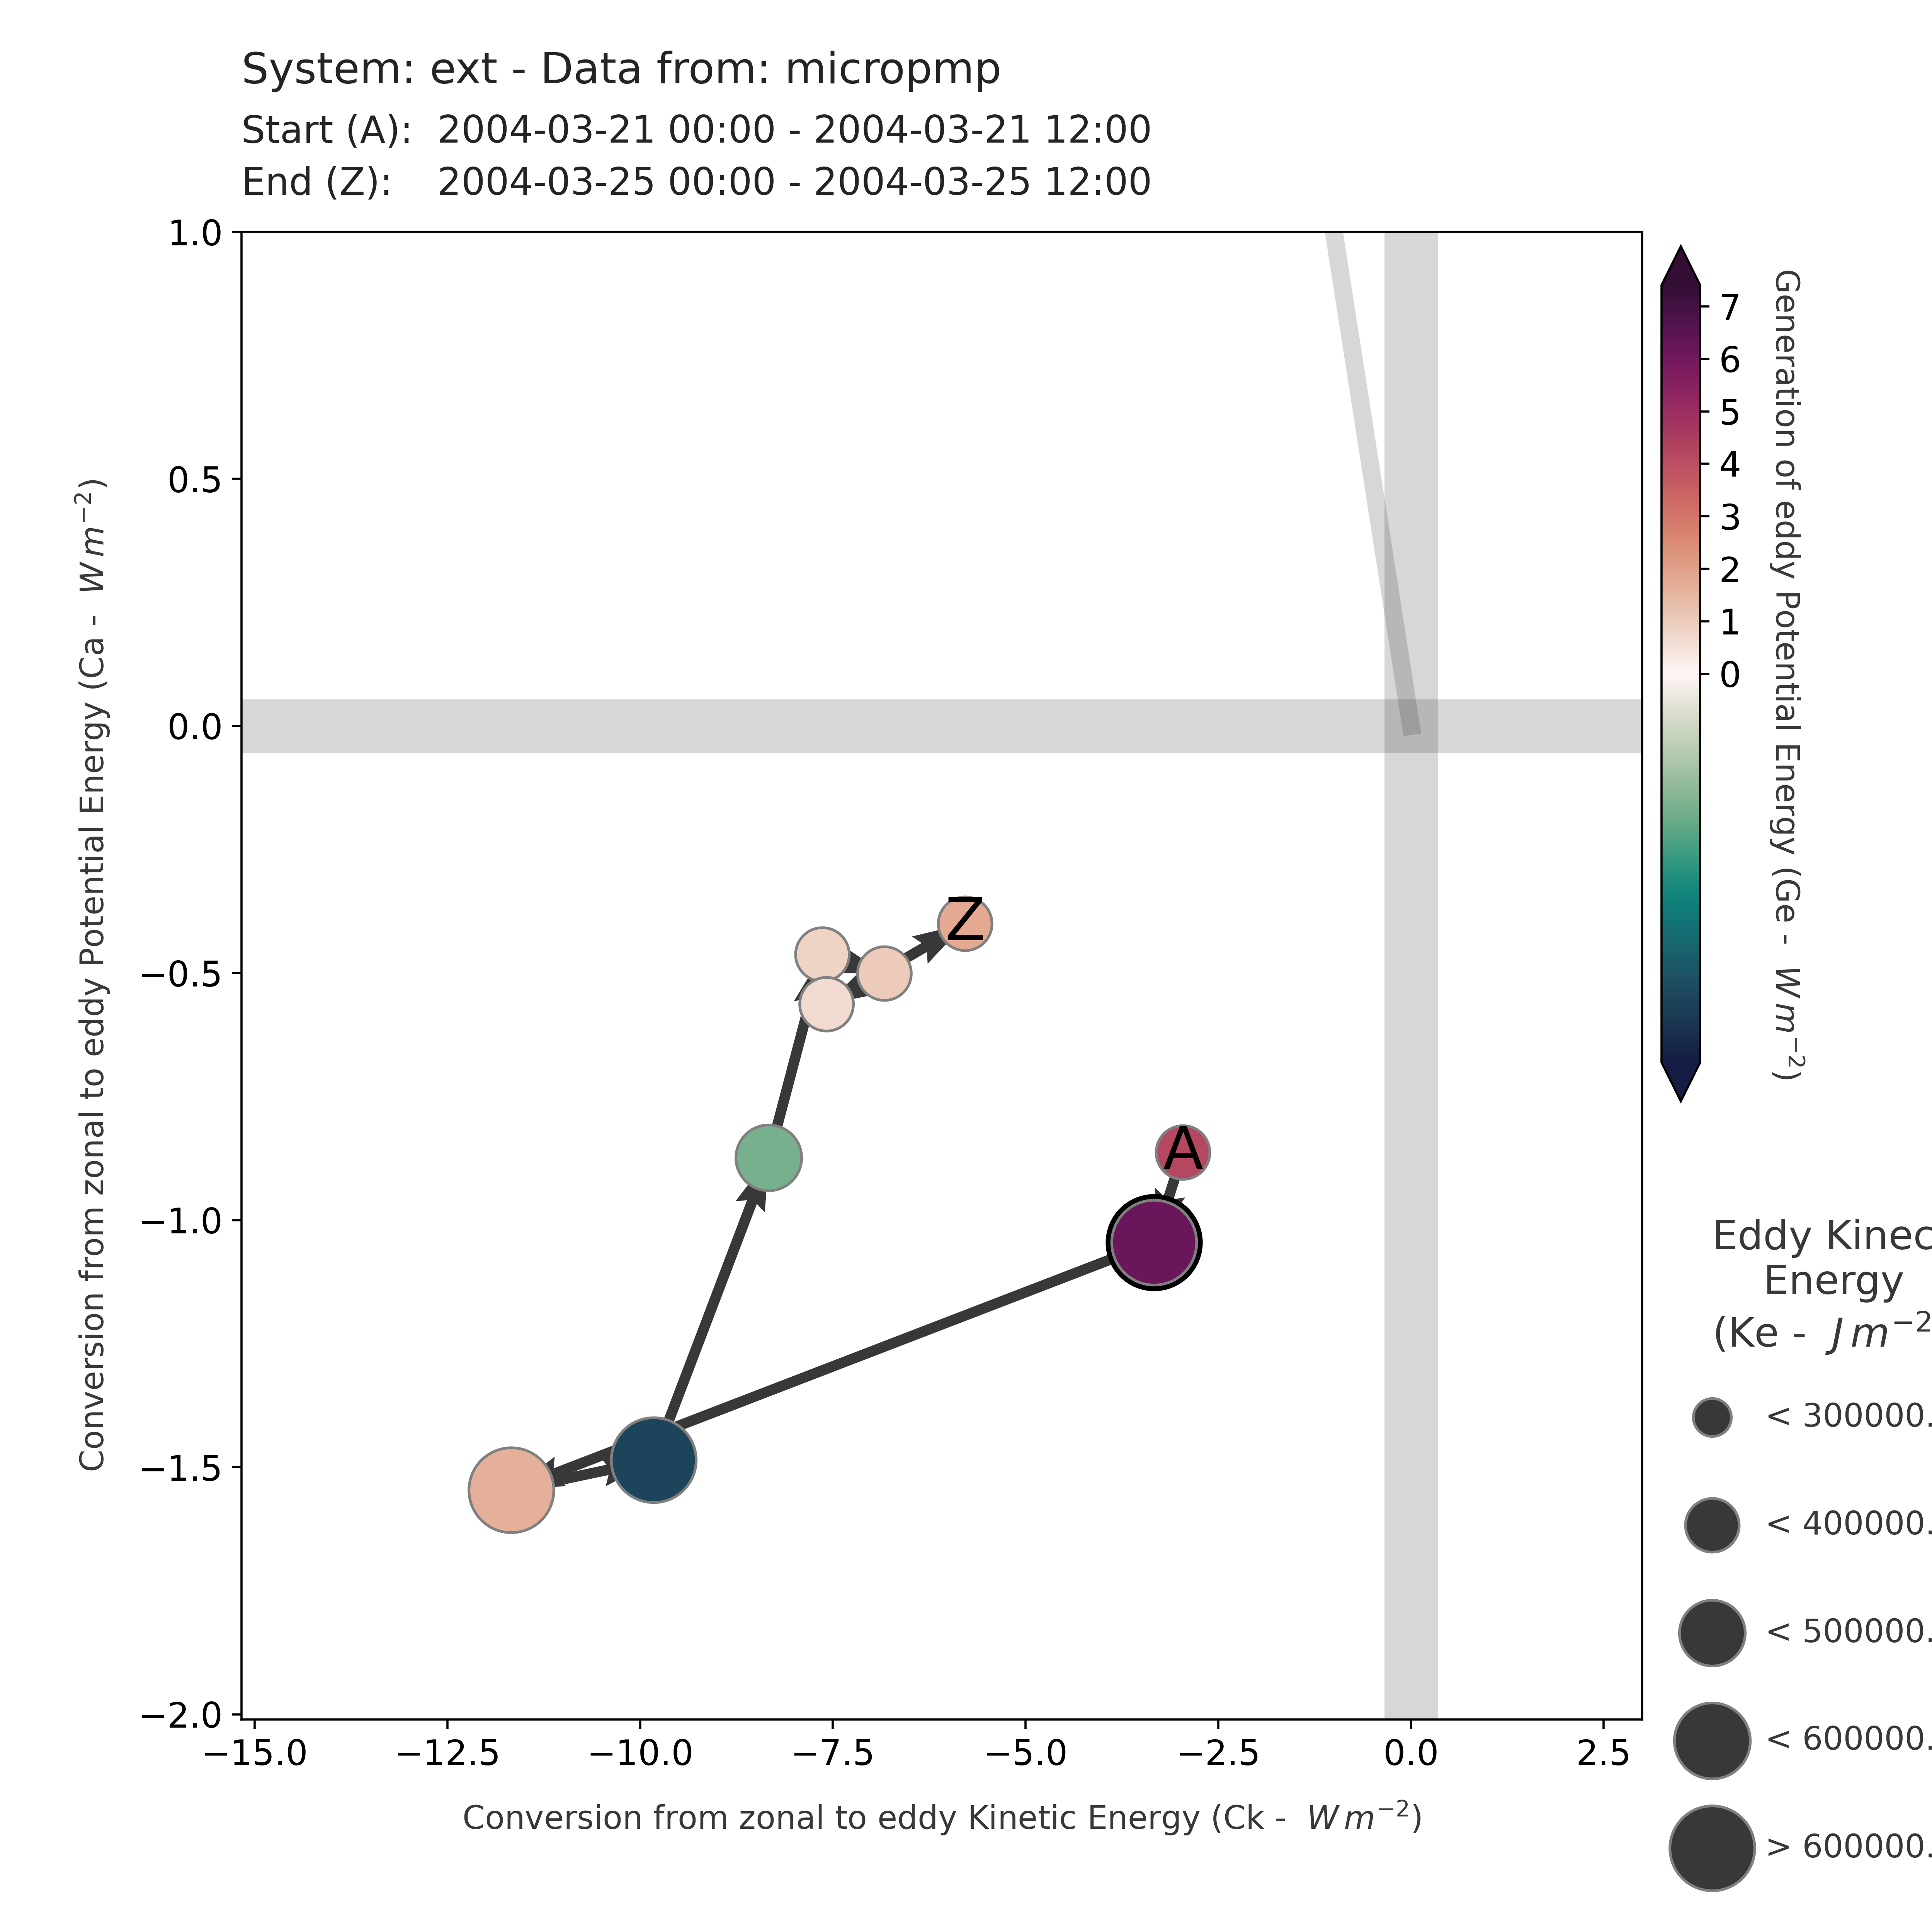 System: ext - Data from: micropmp
Start (A): 2004-03-21 00:00 - 2004-03-21 12:00
End (Z): 2004-03-25 00:00 - 2004-03-25 12:00
1.0
0.5
0.0
−0.5
−1.0
−1.5
−2.0
Conversion from zonal to eddy Potential Energy (Ca - W m⁻²)
Z
A
−15.0 −12.5 −10.0 −7.5 −5.0 −2.5 0.0 2.5
Conversion from zonal to eddy Kinetic Energy (Ck - W m⁻²)
7
6
5
4
3
2
1
0
Generation of eddy Potential Energy (Ge - W m⁻²)
Eddy Kinec
Energy
(Ke - J m⁻²
< 300000.
< 400000.
< 500000.
< 600000.
> 600000.